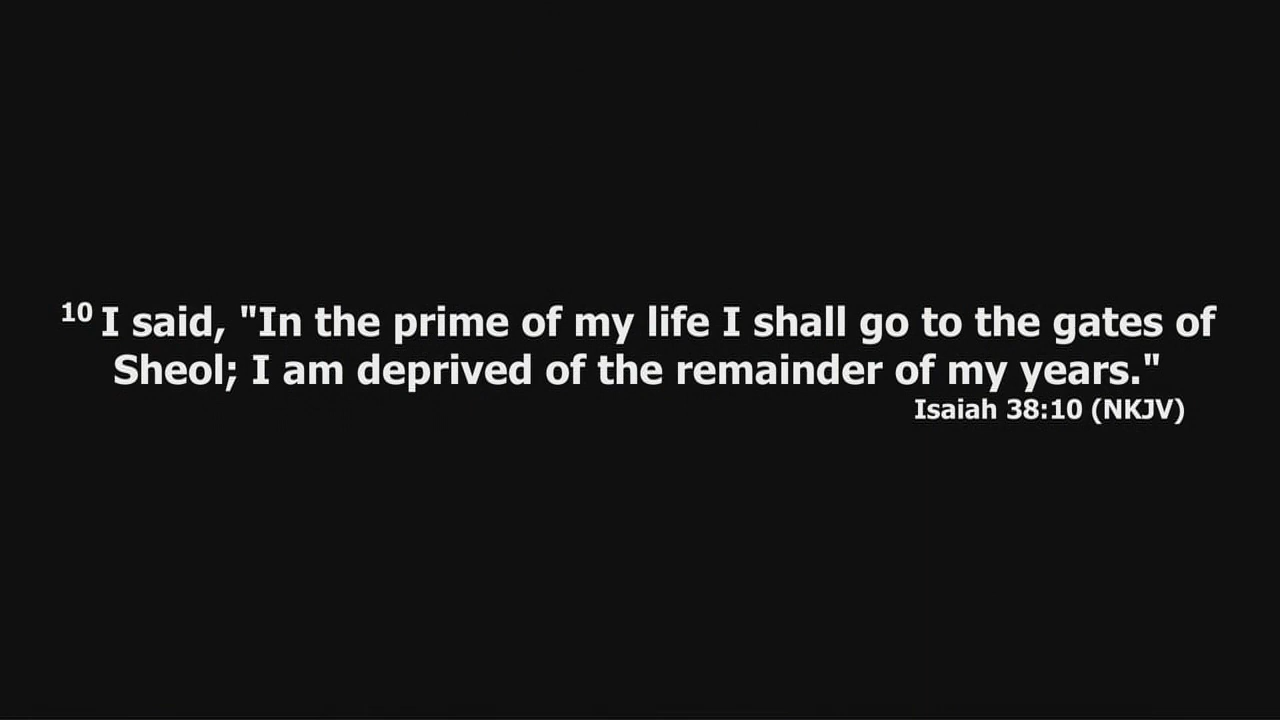 10 I said, "In the prime of my life I shall go to the gates of
Sheol; I am deprived of the remainder of my years."
Isaiah 38:10 (NKJV)